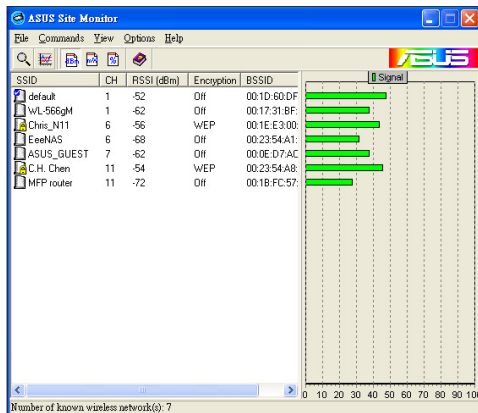 ASUS Site Monitor
File Commands View Options Help
dBm mW %
ASUS
SSID CH RSSI (dBm) Encryption BSSID
Signal
default 1 -52 Off 00:1D:60:DF
WL-566gM 1 -62 Off 00:17:31:BF:
Chris_N11 6 -56 WEP 00:1E:E3:00:
EeeNAS 6 -68 Off 00:23:54:A1:
ASUS_GUEST 7 -62 Off 00:0E:D7:AC
C.H. Chen 11 -54 WEP 00:23:54:A8:
MFP router 11 -72 Off 00:1B:FC:57:
0 10 20 30 40 50 60 70 80 90 100
Number of known wireless network(s): 7